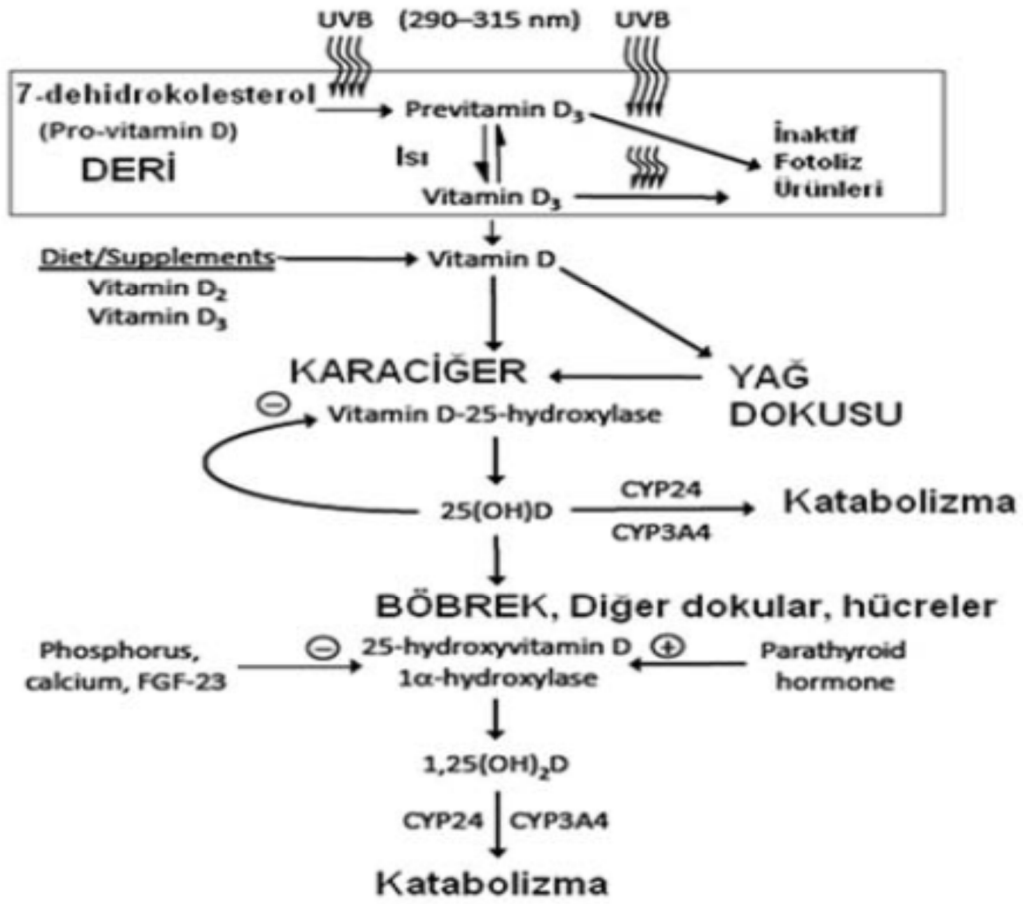 UVB (290–315 nm) UVB
7-dehidrokolesterol
(Pro-vitamin D)
DERİ
Previtamin D₃
Isı
Vitamin D₃
İnaktif
Fotoliz
Ürünleri
Diet/Supplements
Vitamin D₂
Vitamin D₃
Vitamin D
KARACİĞER
YAĞ
DOKUSU
⊖
Vitamin D-25-hydroxylase
25(OH)D
CYP24
CYP3A4
Katabolizma
BÖBREK, Diğer dokular, hücreler
Phosphorus,
calcium, FGF-23
⊖
25-hydroxyvitamin D
1α-hydroxylase
⊕
Parathyroid
hormone
1,25(OH)₂D
CYP24 CYP3A4
Katabolizma